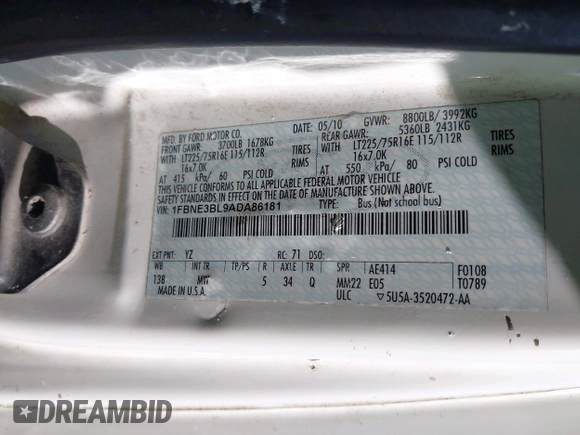 MFD. BY FORD MOTOR CO.
05/10 GVWR: 8800LB/ 3992KG
FRONT GAWR: 3700LB 1678KG
REAR GAWR: 5360LB 2431KG
WITH LT225/75R16E 115/112R TIRES
WITH LT225/75R16E 115/112R TIRES
16x7.0K RIMS
16x7.0K RIMS
AT 415 kPa/ 60 PSI COLD
AT 550 kPa/ 80 PSI COLD
THIS VEHICLE CONFORMS TO ALL APPLICABLE FEDERAL MOTOR VEHICLE
SAFETY STANDARDS IN EFFECT ON THE DATE OF MANUFACTURE SHOWN ABOVE.
VIN: 1FBNE3BL9ADA86181
TYPE: Bus (Not school bus)
EXT PNT: YZ RC: 71 DSO:
WB INT TR TP/PS R AXLE TR SPR AE414 F0108
138 MW 5 34 Q MM:22 E05 T0789
MADE IN U.S.A. ULC 5U5A-3520472-AA
DREAMBID